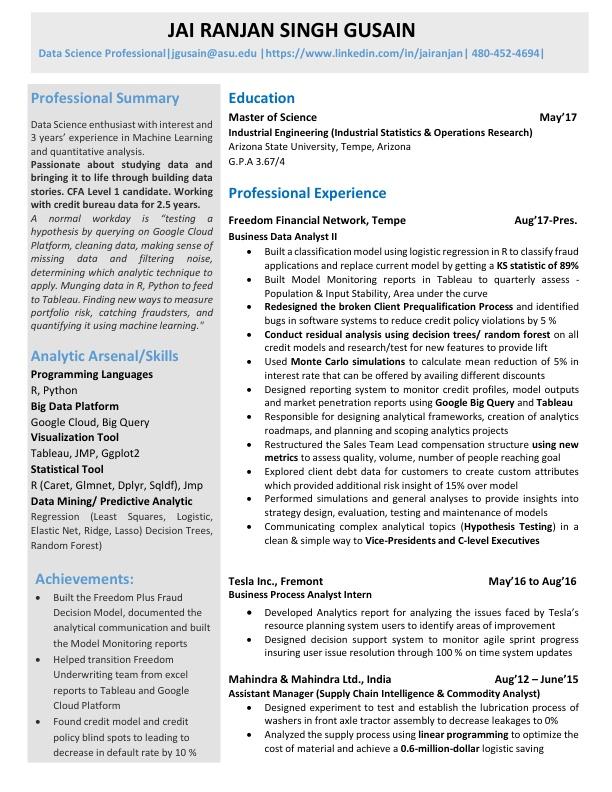 JAI RANJAN SINGH GUSAIN
Data Science Professional|jgusain@asu.edu |https://www.linkedin.com/in/jairanjan| 480-452-4694|
Professional Summary
Data Science enthusiast with interest and
3 years’ experience in Machine Learning
and quantitative analysis.
Passionate about studying data and
bringing it to life through building data
stories. CFA Level 1 candidate. Working
with credit bureau data for 2.5 years.
A normal workday is “testing a
hypothesis by querying on Google Cloud
Platform, cleaning data, making sense of
missing data and filtering noise,
determining which analytic technique to
apply. Munging data in R, Python to feed
to Tableau. Finding new ways to measure
portfolio risk, catching fraudsters, and
quantifying it using machine learning.”
Analytic Arsenal/Skills
Programming Languages
R, Python
Big Data Platform
Google Cloud, Big Query
Visualization Tool
Tableau, JMP, Ggplot2
Statistical Tool
R (Caret, Glmnet, Dplyr, Sqldf), Jmp
Data Mining/ Predictive Analytic
Regression (Least Squares, Logistic,
Elastic Net, Ridge, Lasso) Decision Trees,
Random Forest)
Achievements:
• Built the Freedom Plus Fraud
Decision Model, documented the
analytical communication and built
the Model Monitoring reports
• Helped transition Freedom
Underwriting team from excel
reports to Tableau and Google
Cloud Platform
• Found credit model and credit
policy blind spots to leading to
decrease in default rate by 10 %
Education
Master of Science May’17
Industrial Engineering (Industrial Statistics & Operations Research)
Arizona State University, Tempe, Arizona
G.P.A 3.67/4
Professional Experience
Freedom Financial Network, Tempe Aug’17-Pres.
Business Data Analyst II
• Built a classification model using logistic regression in R to classify fraud
applications and replace current model by getting a KS statistic of 89%
• Built Model Monitoring reports in Tableau to quarterly assess -
Population & Input Stability, Area under the curve
• Redesigned the broken Client Prequalification Process and identified
bugs in software systems to reduce credit policy violations by 5 %
• Conduct residual analysis using decision trees/ random forest on all
credit models and research/test for new features to provide lift
• Used Monte Carlo simulations to calculate mean reduction of 5% in
interest rate that can be offered by availing different discounts
• Designed reporting system to monitor credit profiles, model outputs
and market penetration reports using Google Big Query and Tableau
• Responsible for designing analytical frameworks, creation of analytics
roadmaps, and planning and scoping analytics projects
• Restructured the Sales Team Lead compensation structure using new
metrics to assess quality, volume, number of people reaching goal
• Explored client debt data for customers to create custom attributes
which provided additional risk insight of 15% over model
• Performed simulations and general analyses to provide insights into
strategy design, evaluation, testing and maintenance of models
• Communicating complex analytical topics (Hypothesis Testing) in a
clean & simple way to Vice-Presidents and C-level Executives
Tesla Inc., Fremont May’16 to Aug’16
Business Process Analyst Intern
• Developed Analytics report for analyzing the issues faced by Tesla’s
resource planning system users to identify areas of improvement
• Designed decision support system to monitor agile sprint progress
insuring user issue resolution through 100 % on time system updates
Mahindra & Mahindra Ltd., India Aug’12 – June’15
Assistant Manager (Supply Chain Intelligence & Commodity Analyst)
• Designed experiment to test and establish the lubrication process of
washers in front axle tractor assembly to decrease leakages to 0%
• Analyzed the supply process using linear programming to optimize the
cost of material and achieve a 0.6-million-dollar logistic saving